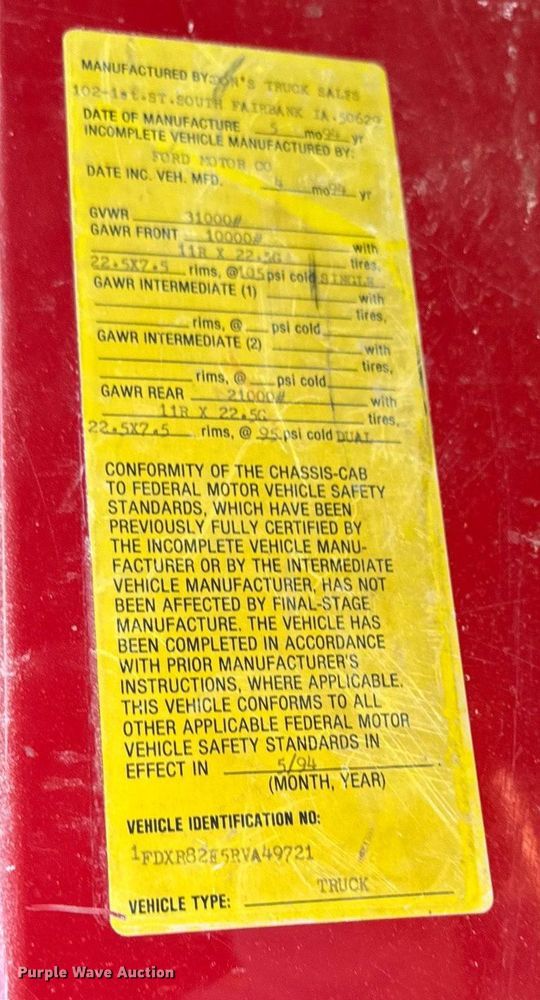 MANUFACTURED BY: DON'S TRUCK SALES
102-1st.ST.SOUTH FAIRBANK IA.50629
DATE OF MANUFACTURE 5 mo 94 yr
INCOMPLETE VEHICLE MANUFACTURED BY:
FORD MOTOR CO
DATE INC. VEH. MFD. 4 mo 94 yr
GVWR 31000#
GAWR FRONT 10000# with
11R X 22.5G tires,
22.5X7.5 rims, @105 psi cold SINGLE
GAWR INTERMEDIATE (1) with
tires,
rims, @ psi cold
GAWR INTERMEDIATE (2) with
tires,
rims, @ psi cold
GAWR REAR 21000# with
11R X 22.5G tires,
22.5X7.5 rims, @ 95 psi cold DUAL
CONFORMITY OF THE CHASSIS-CAB
TO FEDERAL MOTOR VEHICLE SAFETY
STANDARDS, WHICH HAVE BEEN
PREVIOUSLY FULLY CERTIFIED BY
THE INCOMPLETE VEHICLE MANU-
FACTURER OR BY THE INTERMEDIATE
VEHICLE MANUFACTURER, HAS NOT
BEEN AFFECTED BY FINAL-STAGE
MANUFACTURE. THE VEHICLE HAS
BEEN COMPLETED IN ACCORDANCE
WITH PRIOR MANUFACTURER'S
INSTRUCTIONS, WHERE APPLICABLE.
THIS VEHICLE CONFORMS TO ALL
OTHER APPLICABLE FEDERAL MOTOR
VEHICLE SAFETY STANDARDS IN
EFFECT IN 5/94.
(MONTH, YEAR)
VEHICLE IDENTIFICATION NO:
1FDXR82E5RVA49721
VEHICLE TYPE: TRUCK
Purple Wave Auction